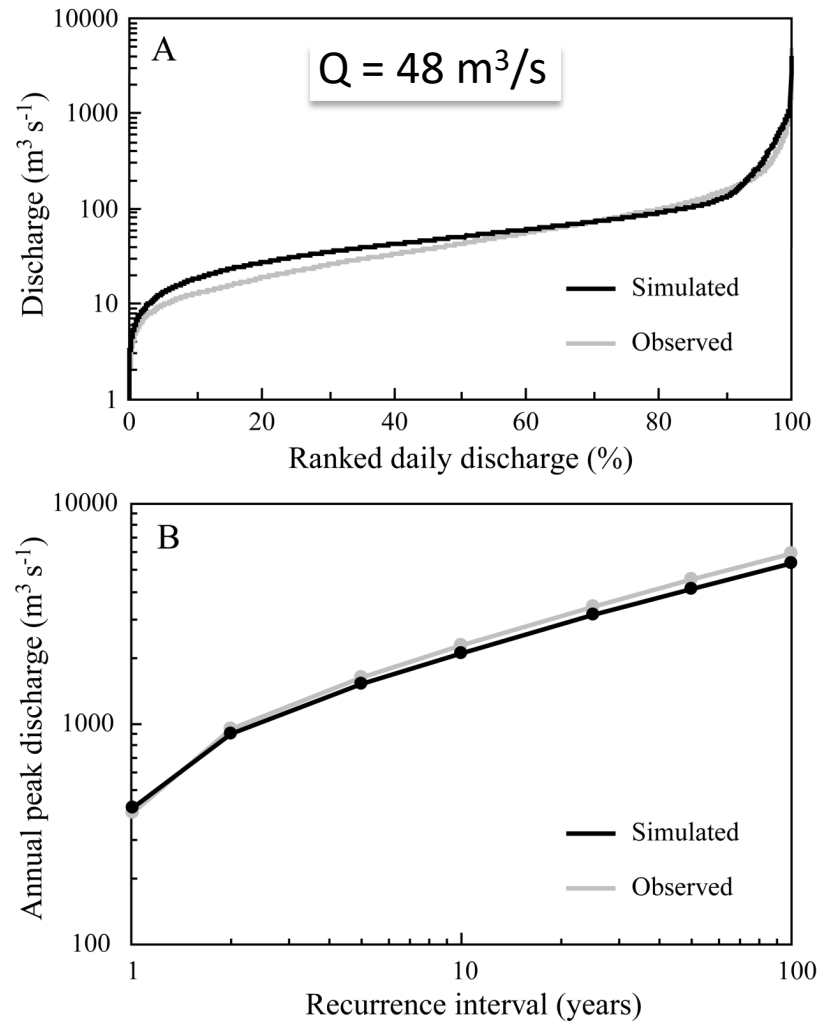 10000
A
Q = 48 m³/s
1000
100
10
1
Discharge (m³ s⁻¹)
Simulated
Observed
0 20 40 60 80 100
Ranked daily discharge (%)
10000
B
1000
100
Annual peak discharge (m³ s⁻¹)
Simulated
Observed
1 10 100
Recurrence interval (years)